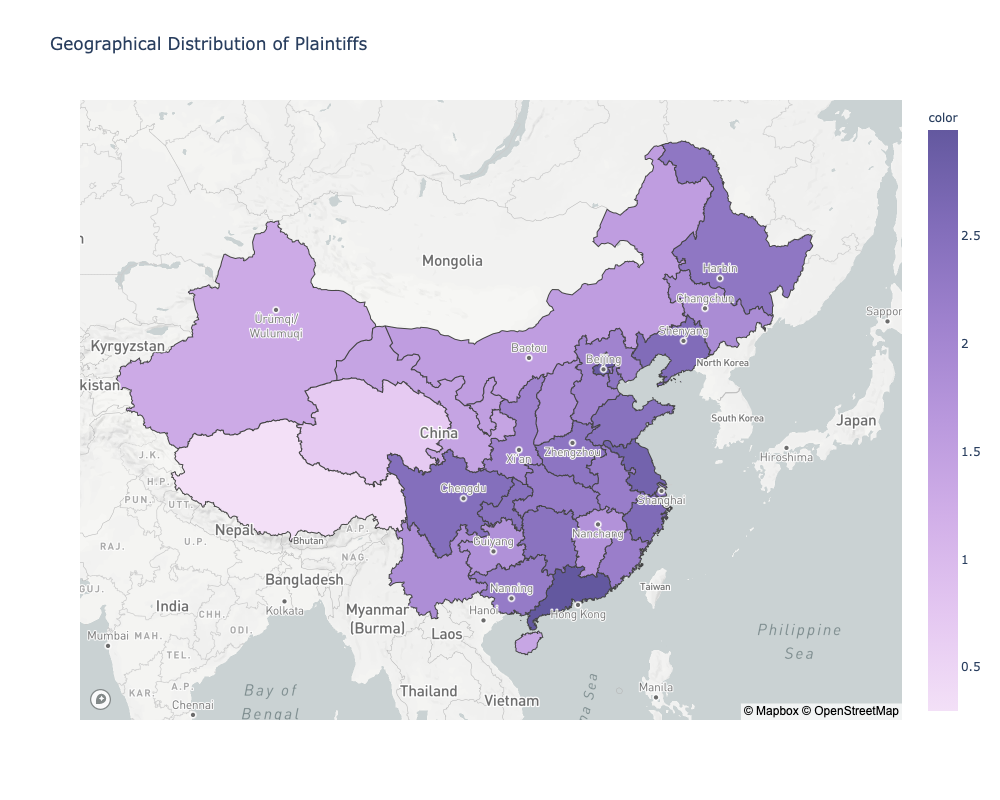 Geographical Distribution of Plaintiffs
color
2.5
2
1.5
1
0.5
Mongolia
Harbin
Changchun
Ürümqi/
Wulumuqi
Sappor
Shenyang
Kyrgyzstan
Baotou
Beijing
North Korea
kistan
South Korea
Japan
China
Zhengzhou
Hiroshima
J.K.
Xi'an
H.P.
Chengdu
PUN.
UTT.
Shanghai
Nepal
A.P.
Nanchang
Bhutan
Guiyang
RAJ.
U.P.
NAG.
Bangladesh
Taiwan
GUJ.
Nanning
India
CHH.
Kolkata
Myanmar
(Burma)
Hanoi
Hong Kong
Mumbai
MAH.
ODI.
Laos
Philippine
Sea
TEL.
KAR.
A.P.
Bay of
Bengal
Thailand
Vietnam
na Sea
Manila
Chennai
© Mapbox © OpenStreetMap